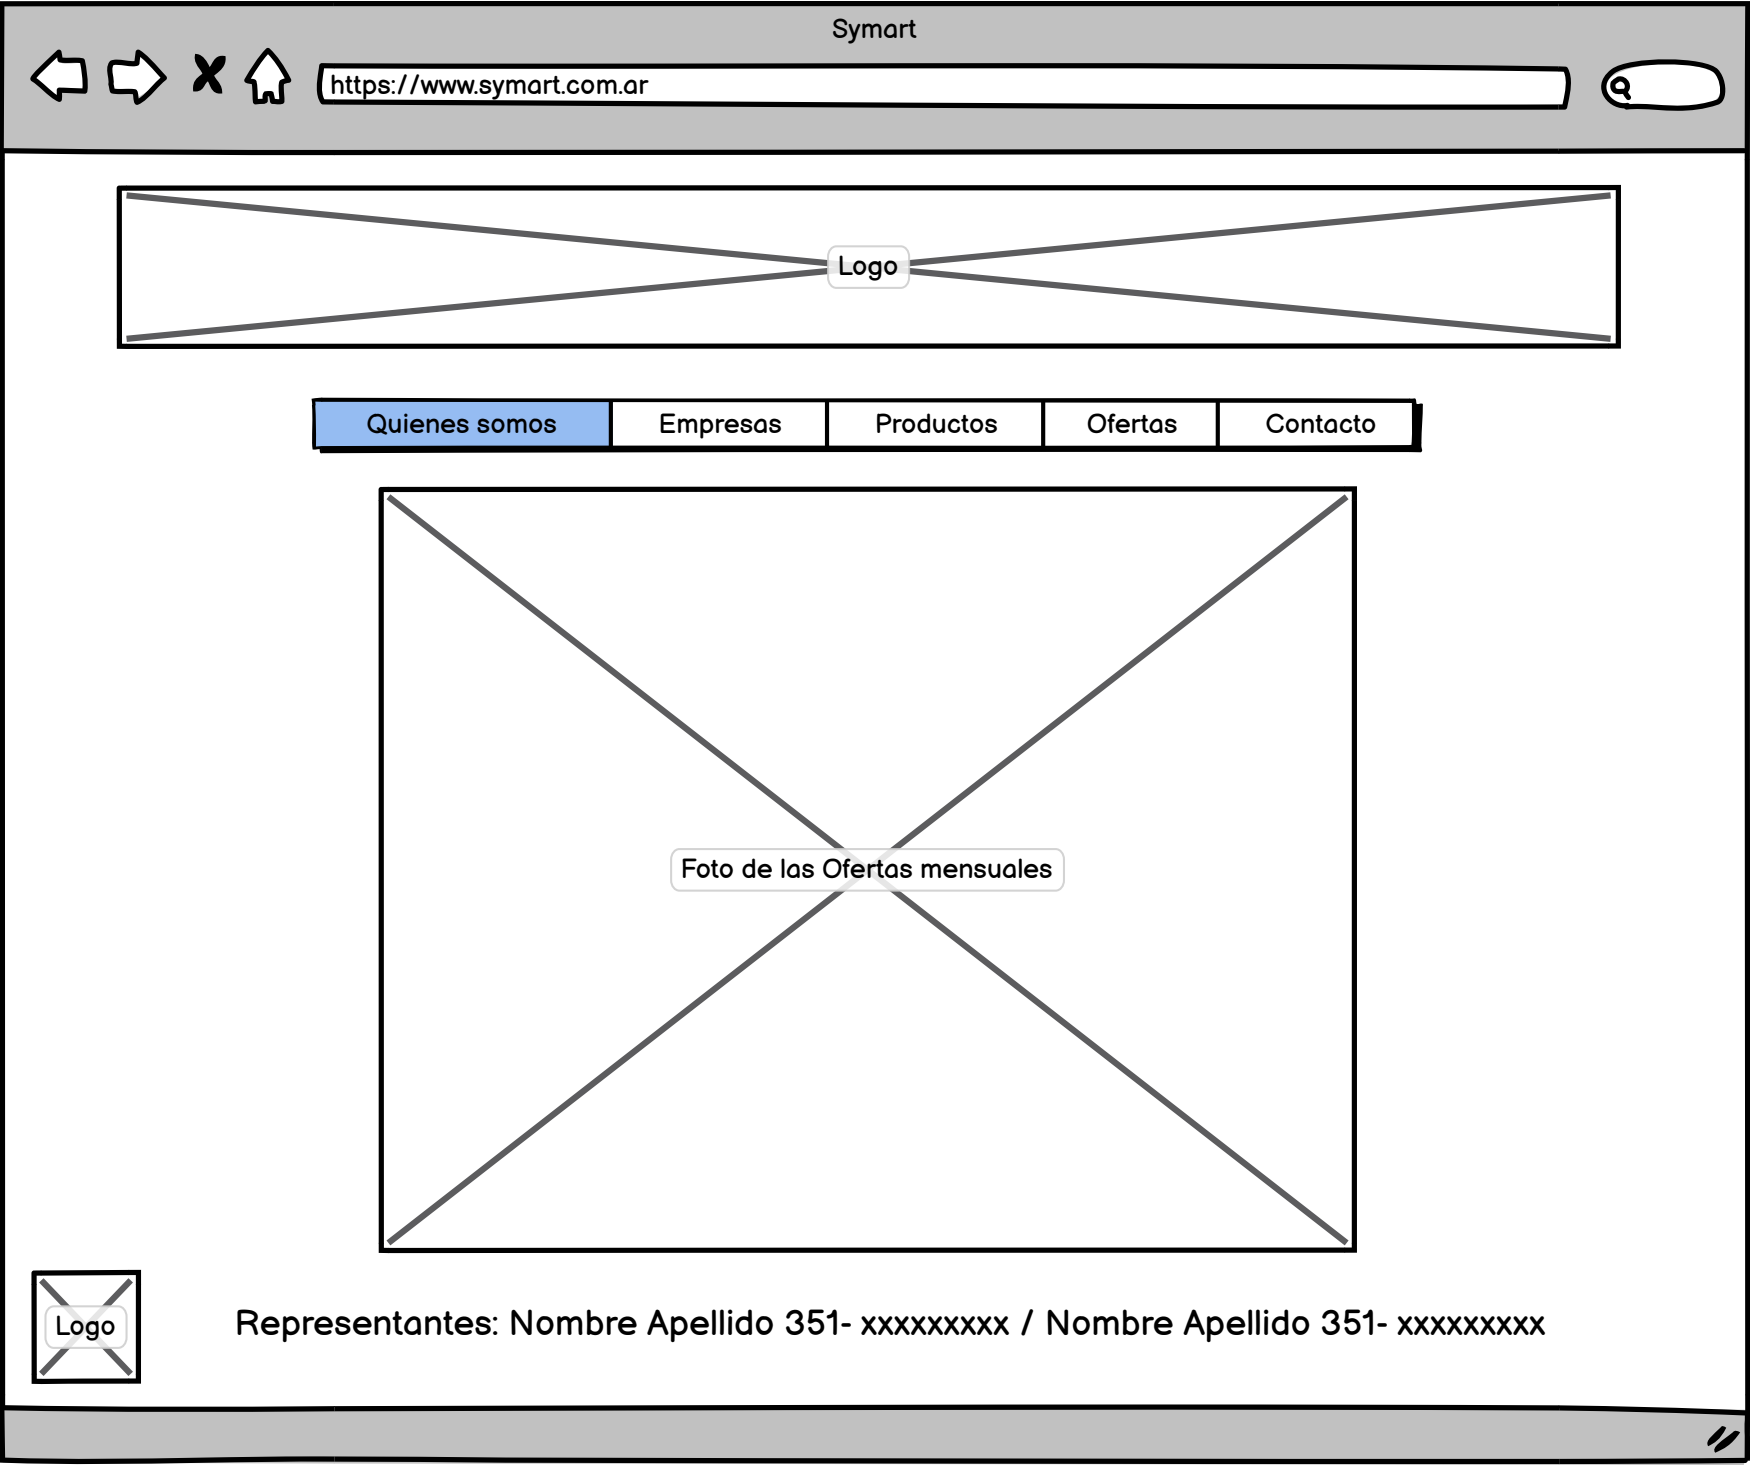 Symart
https://www.symart.com.ar
Logo
Quienes somos Empresas Productos Ofertas Contacto
Foto de las Ofertas mensuales
Logo
Representantes: Nombre Apellido 351- xxxxxxxxx / Nombre Apellido 351- xxxxxxxxx